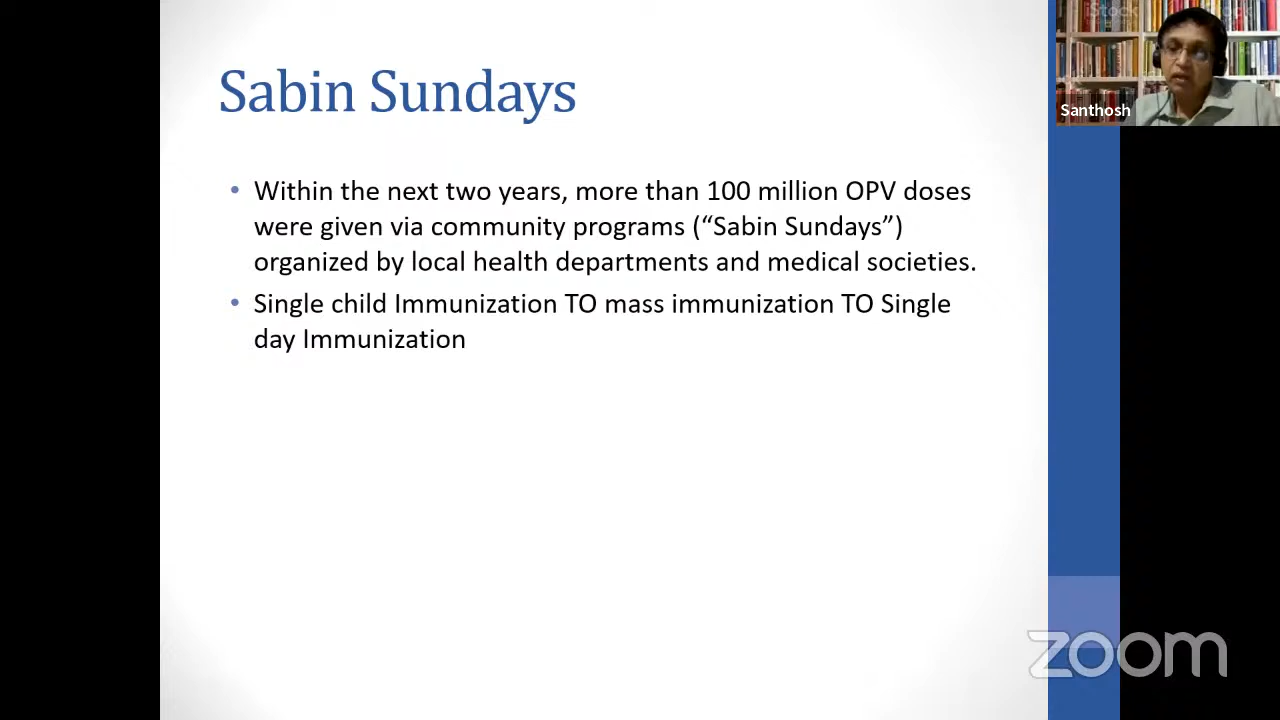 Sabin Sundays
• Within the next two years, more than 100 million OPV doses
were given via community programs (“Sabin Sundays”)
organized by local health departments and medical societies.
• Single child Immunization TO mass immunization TO Single
day Immunization
iStock
Santhosh
zoom